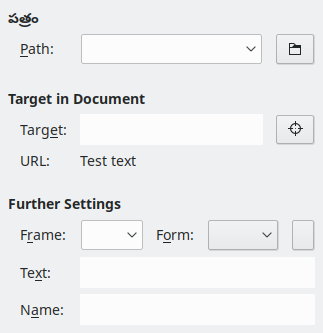 పత్రం
Path:
Target in Document
Target:
URL: Test text
Further Settings
Frame: Form:
Text:
Name: